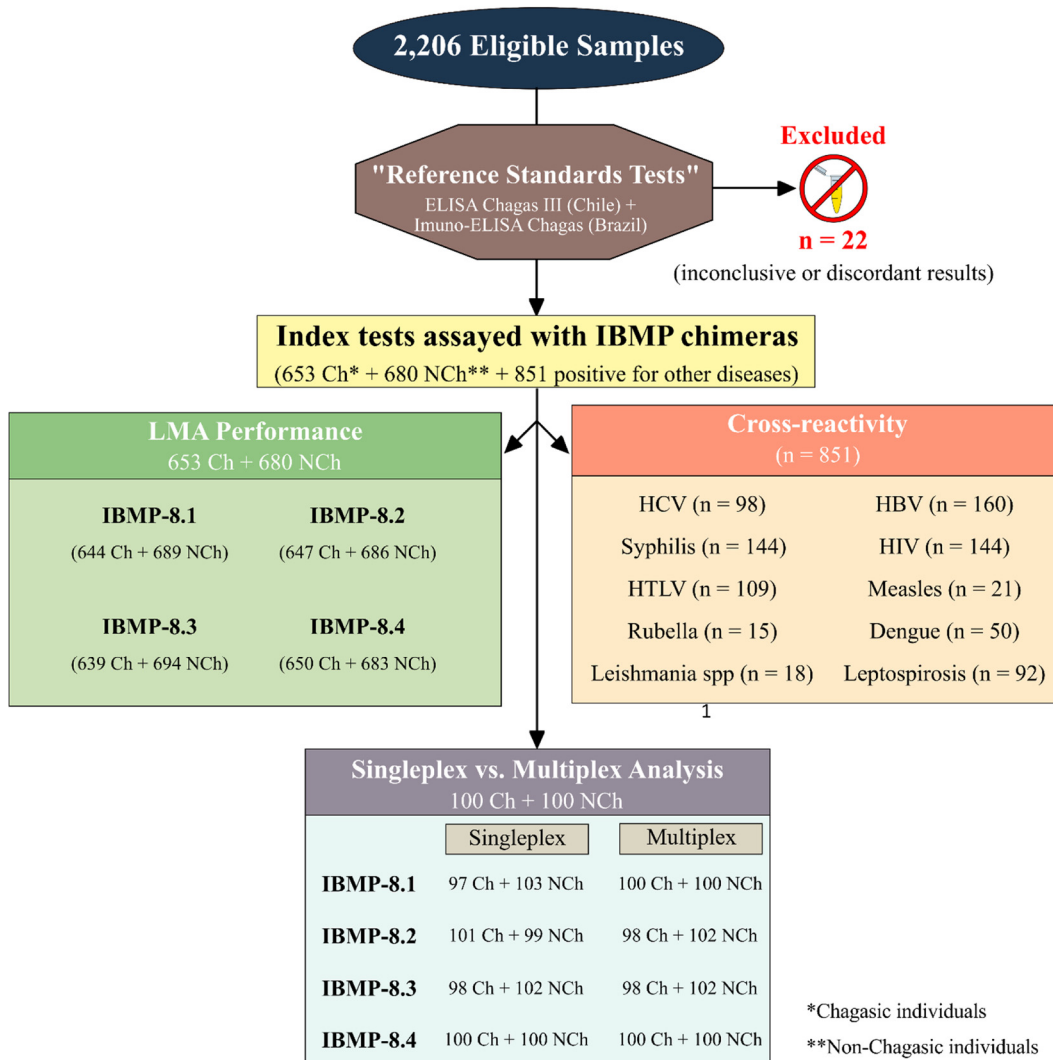 2,206 Eligible Samples
"Reference Standards Tests"
ELISA Chagas III (Chile) +
Imuno-ELISA Chagas (Brazil)
Excluded
n = 22
(inconclusive or discordant results)
Index tests assayed with IBMP chimeras
(653 Ch* + 680 NCh** + 851 positive for other diseases)
LMA Performance
653 Ch + 680 NCh
IBMP-8.1 IBMP-8.2
(644 Ch + 689 NCh) (647 Ch + 686 NCh)
IBMP-8.3 IBMP-8.4
(639 Ch + 694 NCh) (650 Ch + 683 NCh)
Cross-reactivity
(n = 851)
HCV (n = 98) HBV (n = 160)
Syphilis (n = 144) HIV (n = 144)
HTLV (n = 109) Measles (n = 21)
Rubella (n = 15) Dengue (n = 50)
Leishmania spp (n = 18) Leptospirosis (n = 92)
1
Singleplex vs. Multiplex Analysis
100 Ch + 100 NCh
Singleplex Multiplex
IBMP-8.1 97 Ch + 103 NCh 100 Ch + 100 NCh
IBMP-8.2 101 Ch + 99 NCh 98 Ch + 102 NCh
IBMP-8.3 98 Ch + 102 NCh 98 Ch + 102 NCh
IBMP-8.4 100 Ch + 100 NCh 100 Ch + 100 NCh
*Chagasic individuals
**Non-Chagasic individuals